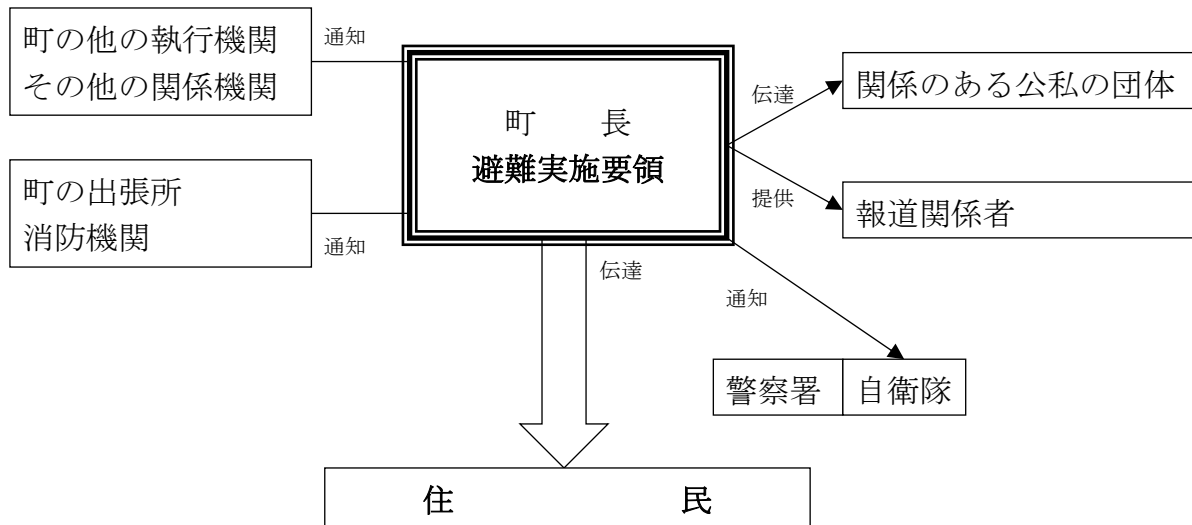 町の他の執行機関
その他の関係機関
通知
町 長
避難実施要領
伝達
関係のある公私の団体
町の出張所
消防機関
通知
提供
報道関係者
伝達
通知
警察署 自衛隊
住 民